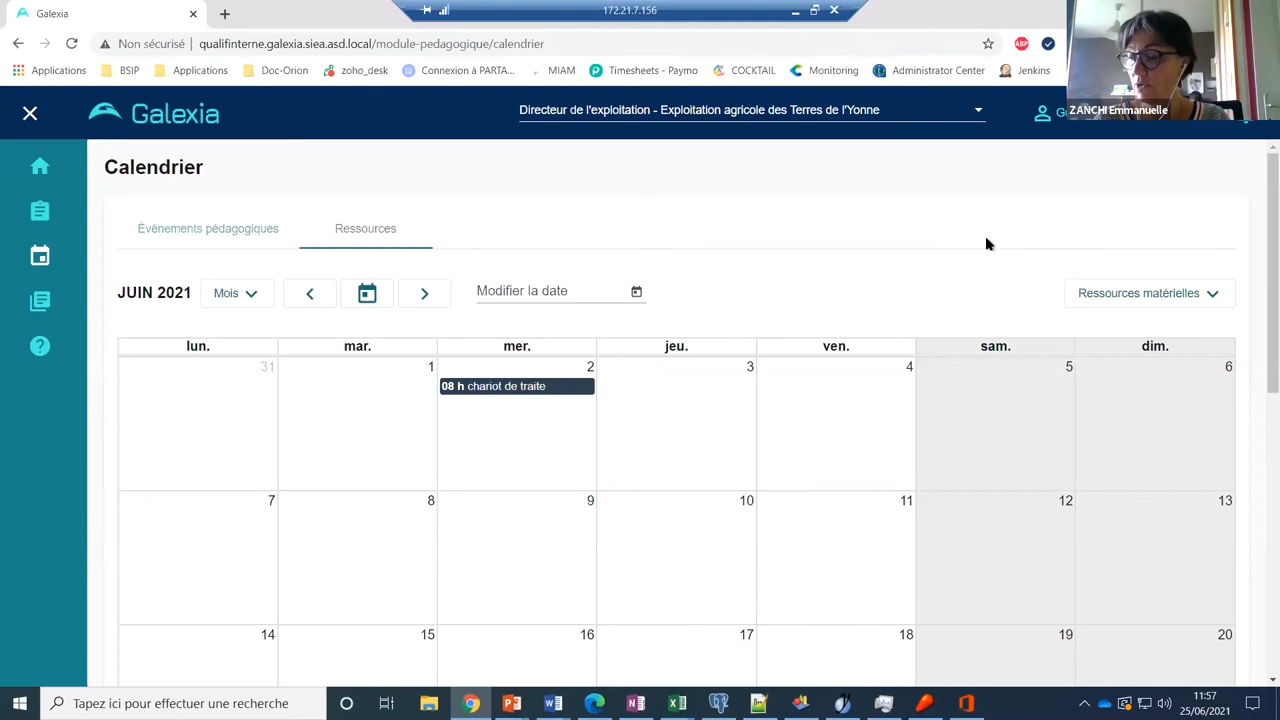 Galexia
172.21.7.156
Non sécurisé
qualifinterne.galexia.siea.asd.local/module-pedagogique/calendrier
ABP
Applications
BSIP
Applications
Doc-Orion
zoho_desk
Connexion à PARTA...
MIAM
Timesheets - Paymo
COCKTAIL
Monitoring
Administrator Center
Jenkins
ZANCHI Emmanuelle
Galexia
Directeur de l'exploitation - Exploitation agricole des Terres de l'Yonne
Calendrier
Événements pédagogiques
Ressources
JUIN 2021
Mois
Modifier la date
Ressources matérielles
lun. mar. mer. jeu. ven. sam. dim.
31 1 2 3 4 5 6
08 h chariot de traite
7 8 9 10 11 12 13
14 15 16 17 18 19 20
Tapez ici pour effectuer une recherche
11:57
25/06/2021